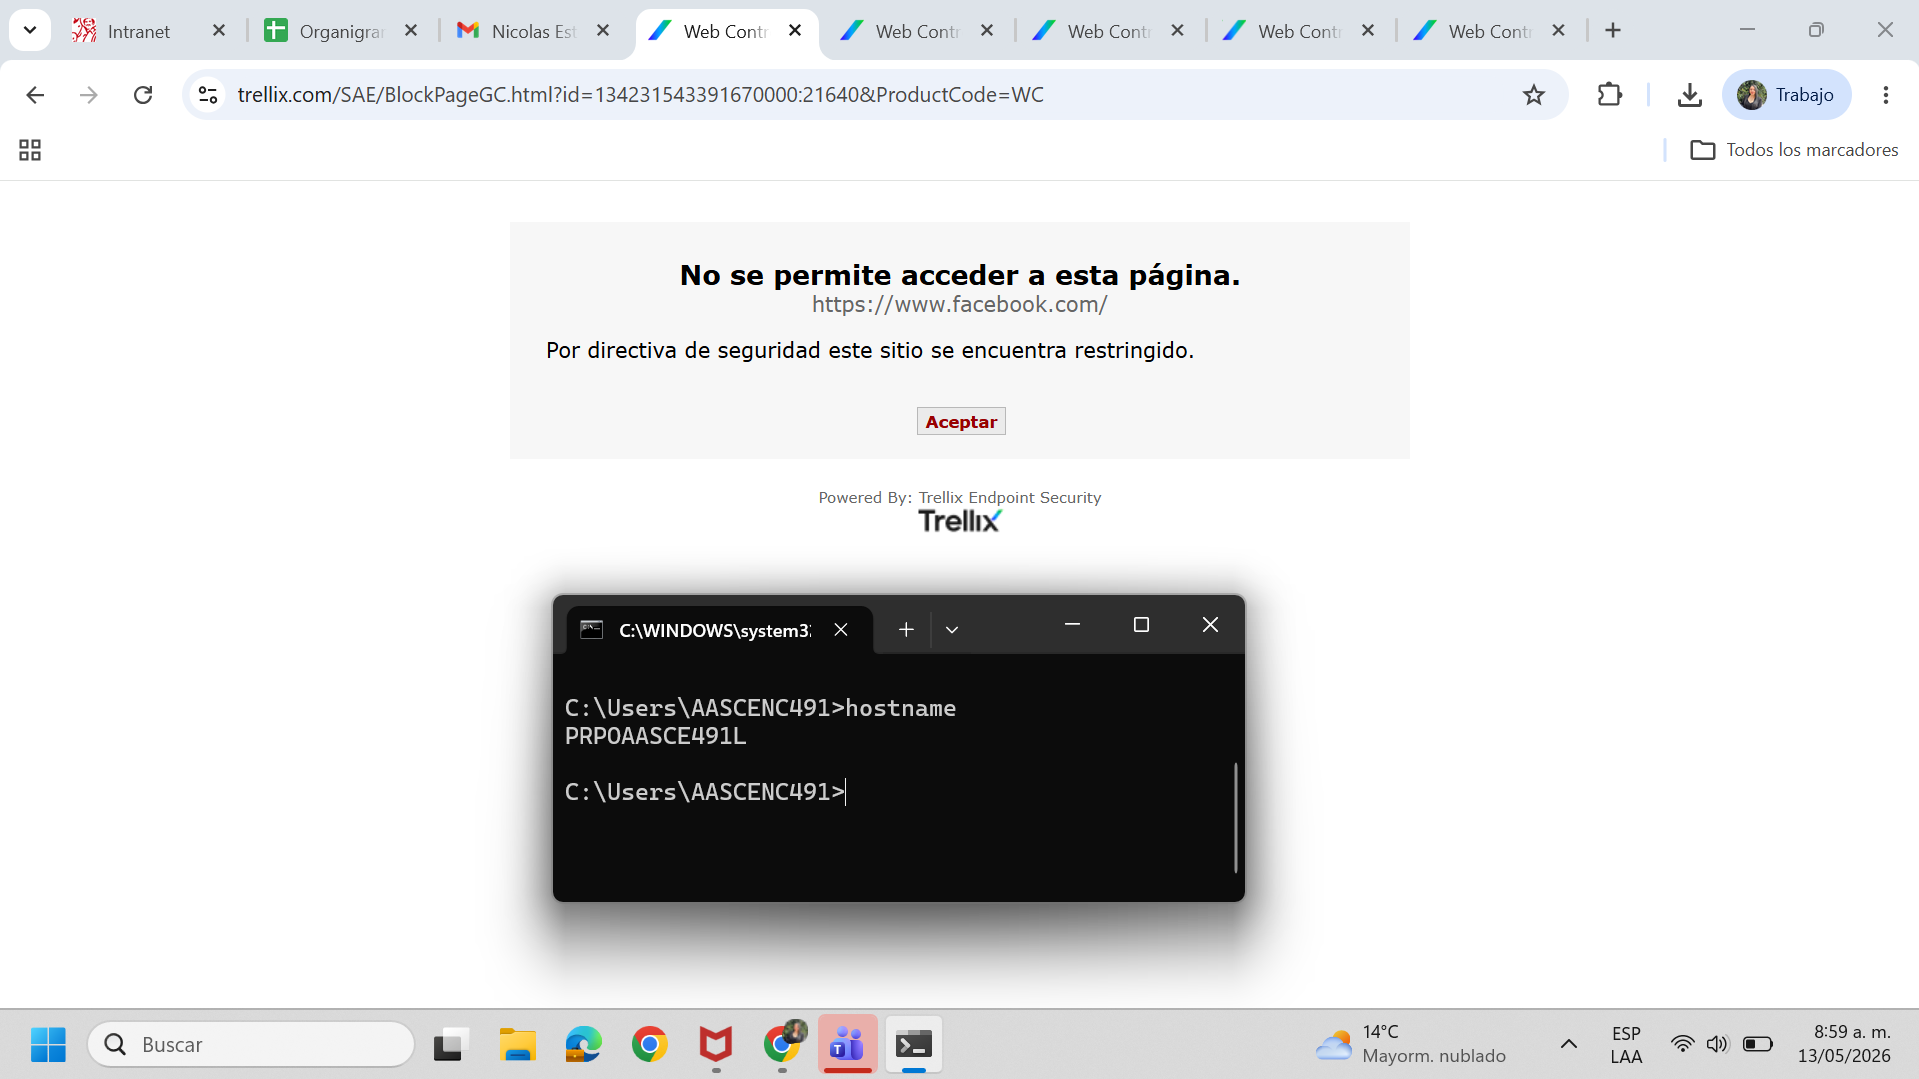 Intranet
Organigrar
Nicolas Est
Web Contr
Web Contr
Web Contr
Web Contr
Web Contr
trellix.com/SAE/BlockPageGC.html?id=134231543391670000:21640&ProductCode=WC
Trabajo
Todos los marcadores
No se permite acceder a esta página.
https://www.facebook.com/
Por directiva de seguridad este sitio se encuentra restringido.
Aceptar
Powered By: Trellix Endpoint Security
Trellix
C:\WINDOWS\system32
C:\Users\AASCENC491>hostname
PRPOAASCE491L
C:\Users\AASCENC491>
Buscar
14°C
Mayorm. nublado
ESP
LAA
8:59 a. m.
13/05/2026